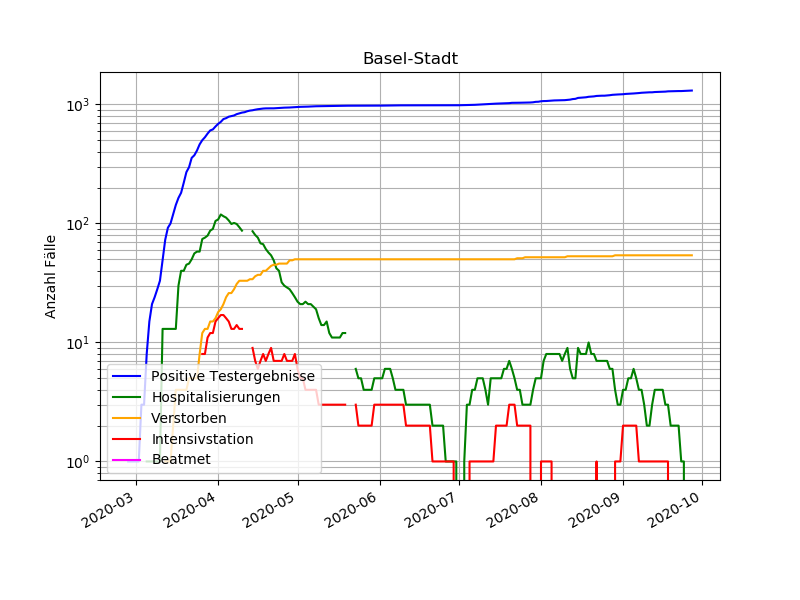 Basel-Stadt
Anzahl Fälle
10³
10²
10¹
10⁰
Positive Testergebnisse
Hospitalisierungen
Verstorben
Intensivstation
Beatmet
2020-03
2020-04
2020-05
2020-06
2020-07
2020-08
2020-09
2020-10